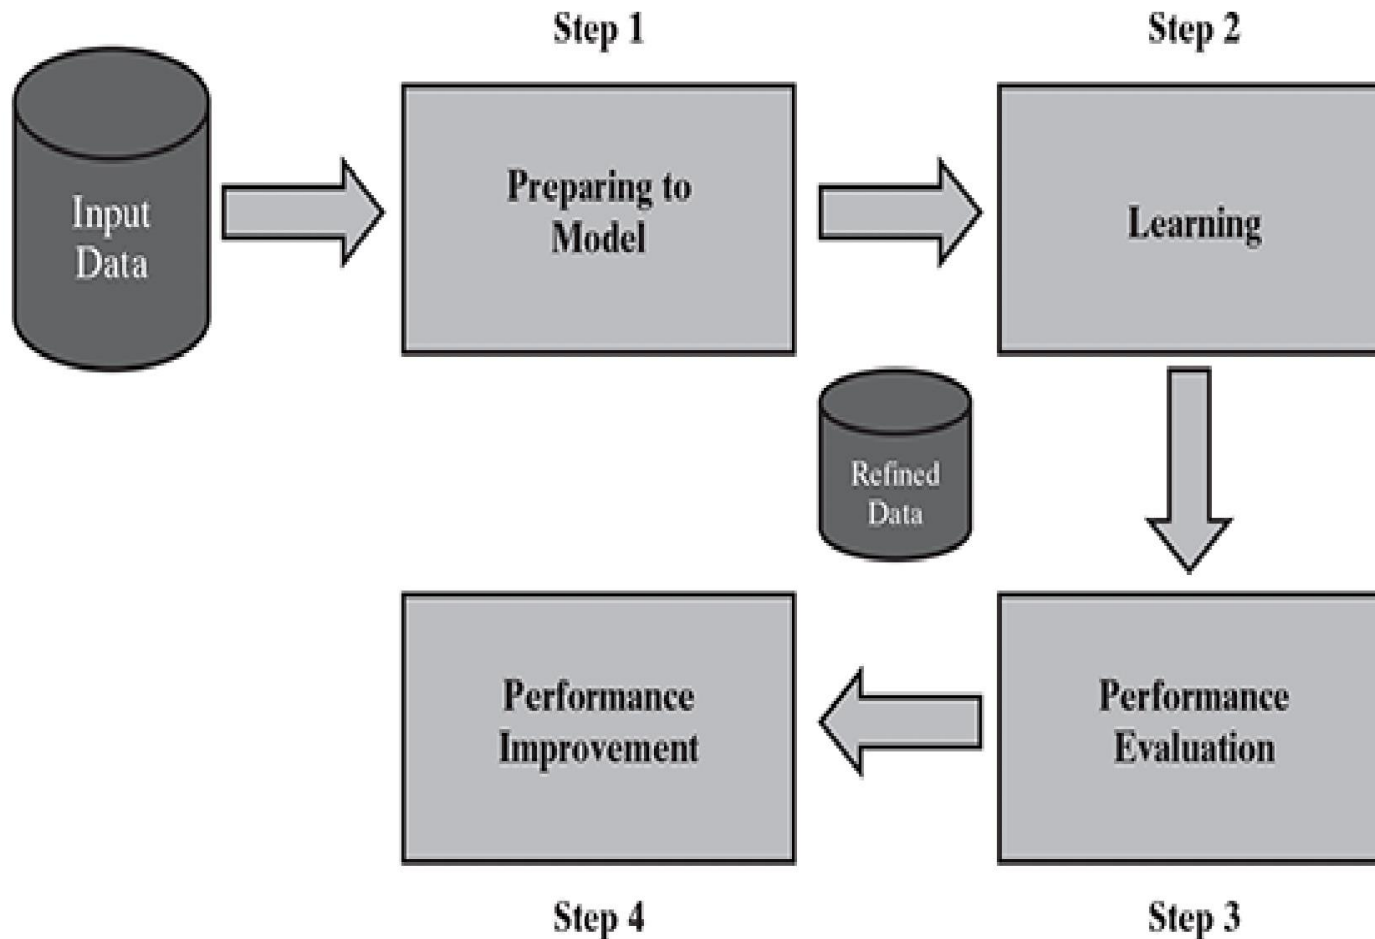 Step 1
Step 2
Input
Data
Preparing to
Model
Learning
Refined
Data
Performance
Improvement
Performance
Evaluation
Step 4
Step 3